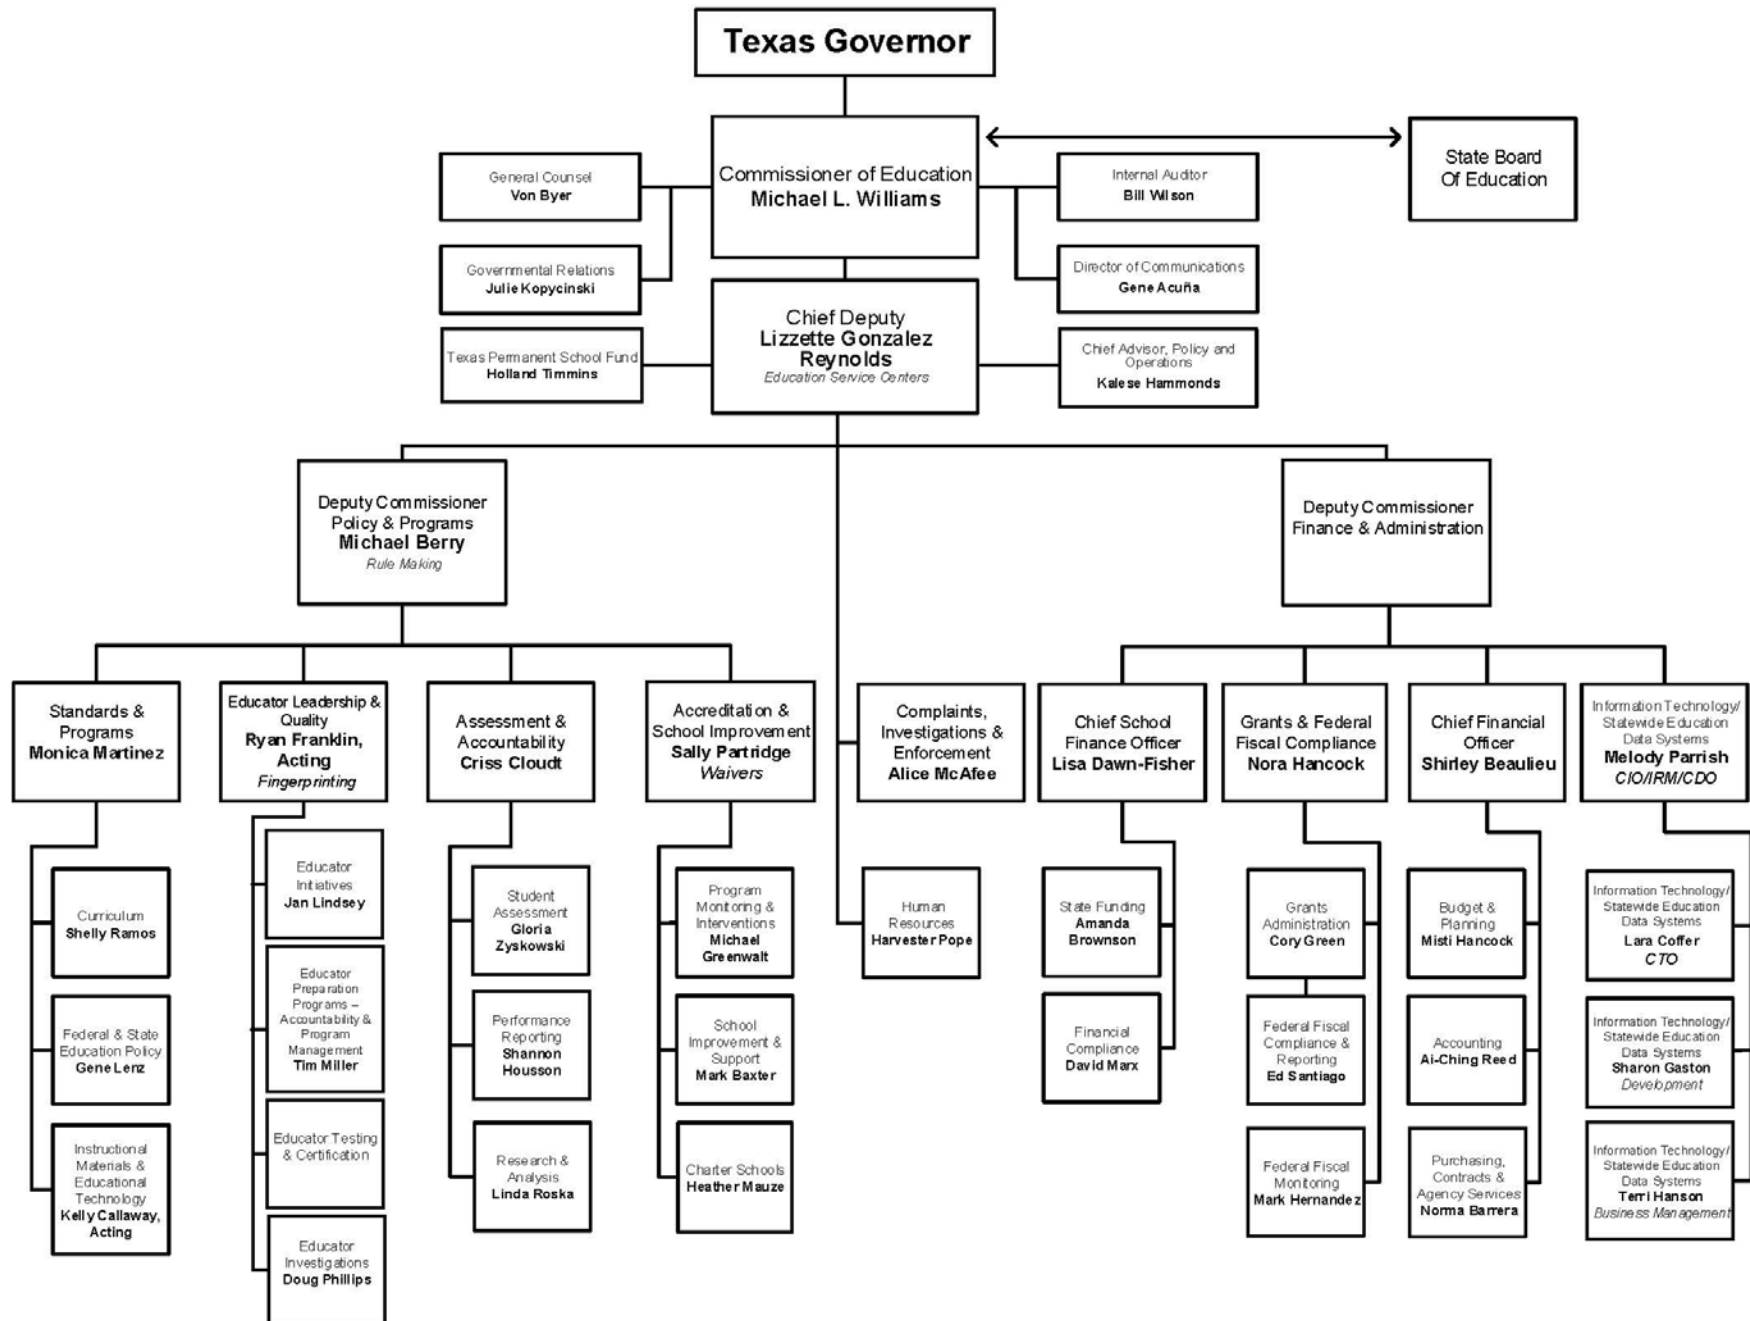 Texas Governor
Commissioner of Education
Michael L. Williams
State Board
Of Education
General Counsel
Von Byer
Internal Auditor
Bill Wilson
Governmental Relations
Julie Kopycinski
Director of Communications
Gene Acuña
Chief Deputy
Lizzette Gonzalez
Reynolds
Education Service Centers
Texas Permanent School Fund
Holland Timmins
Chief Advisor, Policy and
Operations
Kalese Hammonds
Deputy Commissioner
Policy & Programs
Michael Berry
Rule Making
Deputy Commissioner
Finance & Administration
Standards &
Programs
Monica Martinez
Educator Leadership &
Quality
Ryan Franklin,
Acting
Fingerprinting
Assessment &
Accountability
Criss Cloudt
Accreditation &
School Improvement
Sally Partridge
Waivers
Complaints,
Investigations &
Enforcement
Alice McAfee
Chief School
Finance Officer
Lisa Dawn-Fisher
Grants & Federal
Fiscal Compliance
Nora Hancock
Chief Financial
Officer
Shirley Beaulieu
Information Technology/
Statewide Education
Data Systems
Melody Parrish
CIO/IRM/CDO
Curriculum
Shelly Ramos
Federal & State
Education Policy
Gene Lenz
Instructional
Materials &
Educational
Technology
Kelly Callaway,
Acting
Educator
Initiatives
Jan Lindsey
Educator
Preparation
Programs –
Accountability &
Program
Management
Tim Miller
Educator Testing
& Certification
Educator
Investigations
Doug Phillips
Student
Assessment
Gloria
Zyskowski
Performance
Reporting
Shannon
Housson
Research &
Analysis
Linda Roska
Program
Monitoring &
Interventions
Michael
Greenwalt
School
Improvement &
Support
Mark Baxter
Charter Schools
Heather Mauze
Human
Resources
Harvester Pope
State Funding
Amanda
Brownson
Financial
Compliance
David Marx
Grants
Administration
Cory Green
Federal Fiscal
Compliance &
Reporting
Ed Santiago
Federal Fiscal
Monitoring
Mark Hernandez
Budget &
Planning
Misti Hancock
Accounting
Ai-Ching Reed
Purchasing,
Contracts &
Agency Services
Norma Barrera
Information Technology/
Statewide Education
Data Systems
Lara Coffer
CTO
Information Technology/
Statewide Education
Data Systems
Sharon Gaston
Development
Information Technology/
Statewide Education
Data Systems
Terri Hanson
Business Management